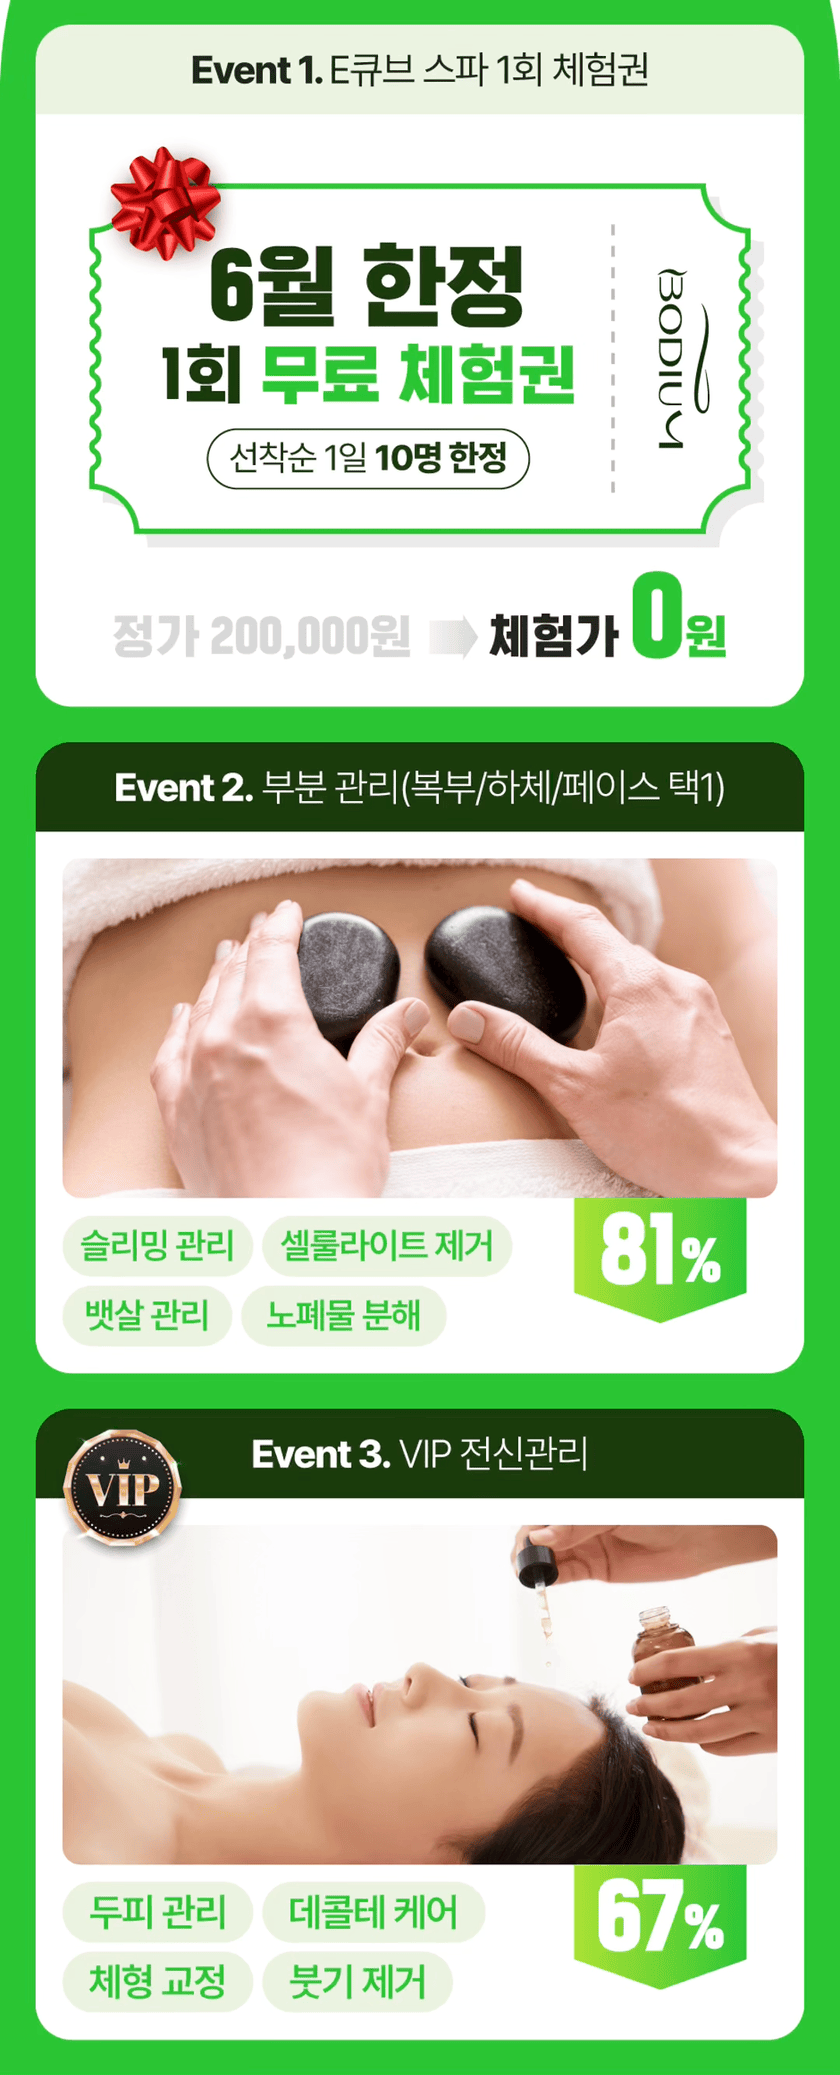 Event 1. E큐브 스파 1회 체험권
6월 한정
1회 무료 체험권
선착순 1일 10명 한정
BODIUM
정가 200,000원 체험가 0원
Event 2. 부분 관리(복부/하체/페이스 택1)
슬리밍 관리 셀룰라이트 제거
81%
뱃살 관리 노폐물 분해
Event 3. VIP 전신관리
VIP
두피 관리 데콜테 케어
67%
체형 교정 붓기 제거